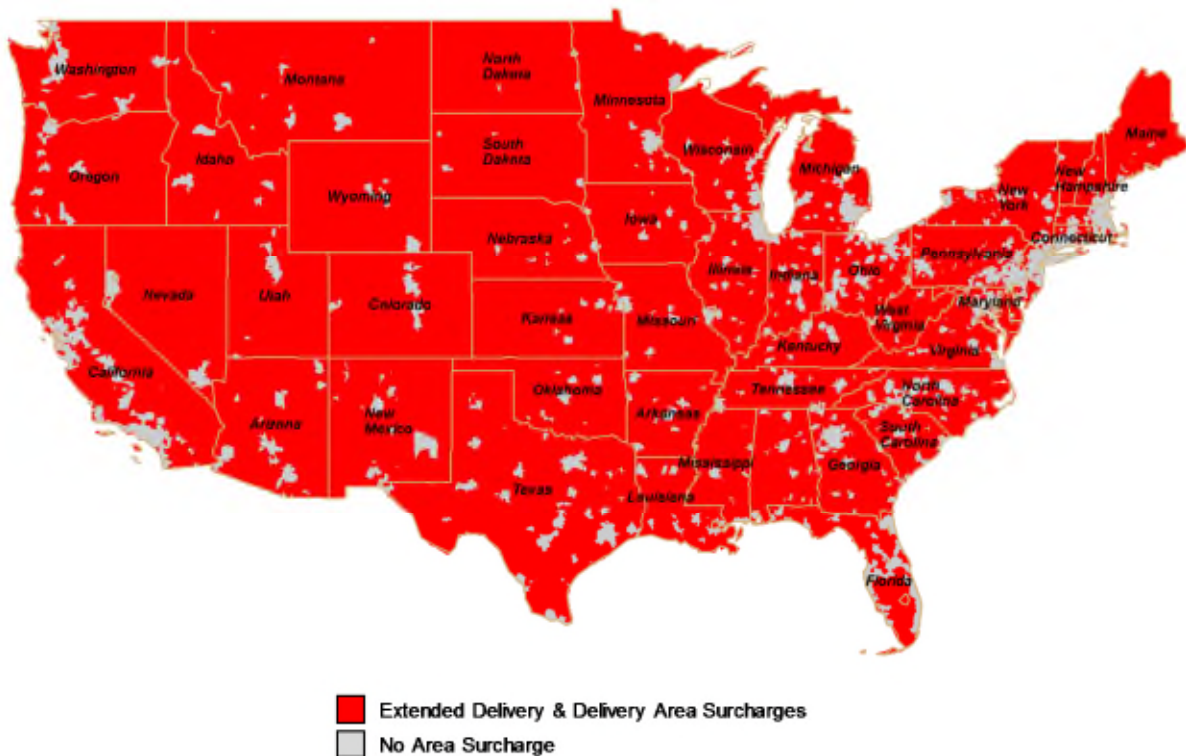 Washington
Montana
North
Dakota
Minnesota
Maine
Oregon
Idaho
South
Dakota
Wisconsin
Michigan
New
Hampshire
Wyoming
New
York
Iowa
Connecticut
Nebraska
Pennsylvania
Nevada
Utah
Colorado
Illinois
Indiana
Ohio
Maryland
Kansas
Missouri
West
Virginia
Kentucky
Virginia
California
Arizona
New
Mexico
Oklahoma
Arkansas
Tennessee
North
Carolina
South
Carolina
Mississippi
Georgia
Texas
Louisiana
Florida
Extended Delivery & Delivery Area Surcharges
No Area Surcharge